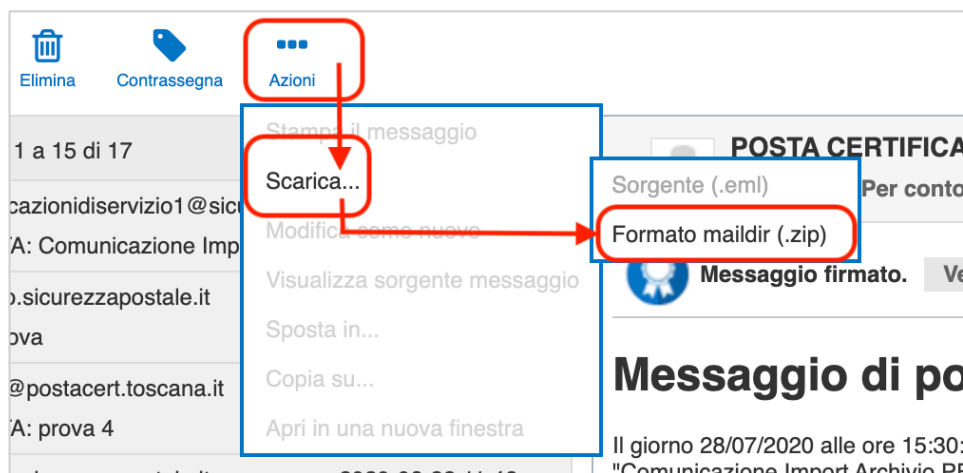 Elimina
Contrassegna
Azioni
1 a 15 di 17
cazionidiservizio1@sic
A: Comunicazione Imp
o.sicurezzapostale.it
ova
@postacert.toscana.it
A: prova 4
Stampa il messaggio
Scarica...
Modifica come nuovo
Visualizza sorgente messaggio
Sposta in...
Copia su...
Apri in una nuova finestra
Sorgente (.eml)
Formato maildir (.zip)
POSTA CERTIFICA
Per conto
Messaggio firmato.
Ve
Messaggio di po
Il giorno 28/07/2020 alle ore 15:30:
"Comunicazione Import Archivio PE